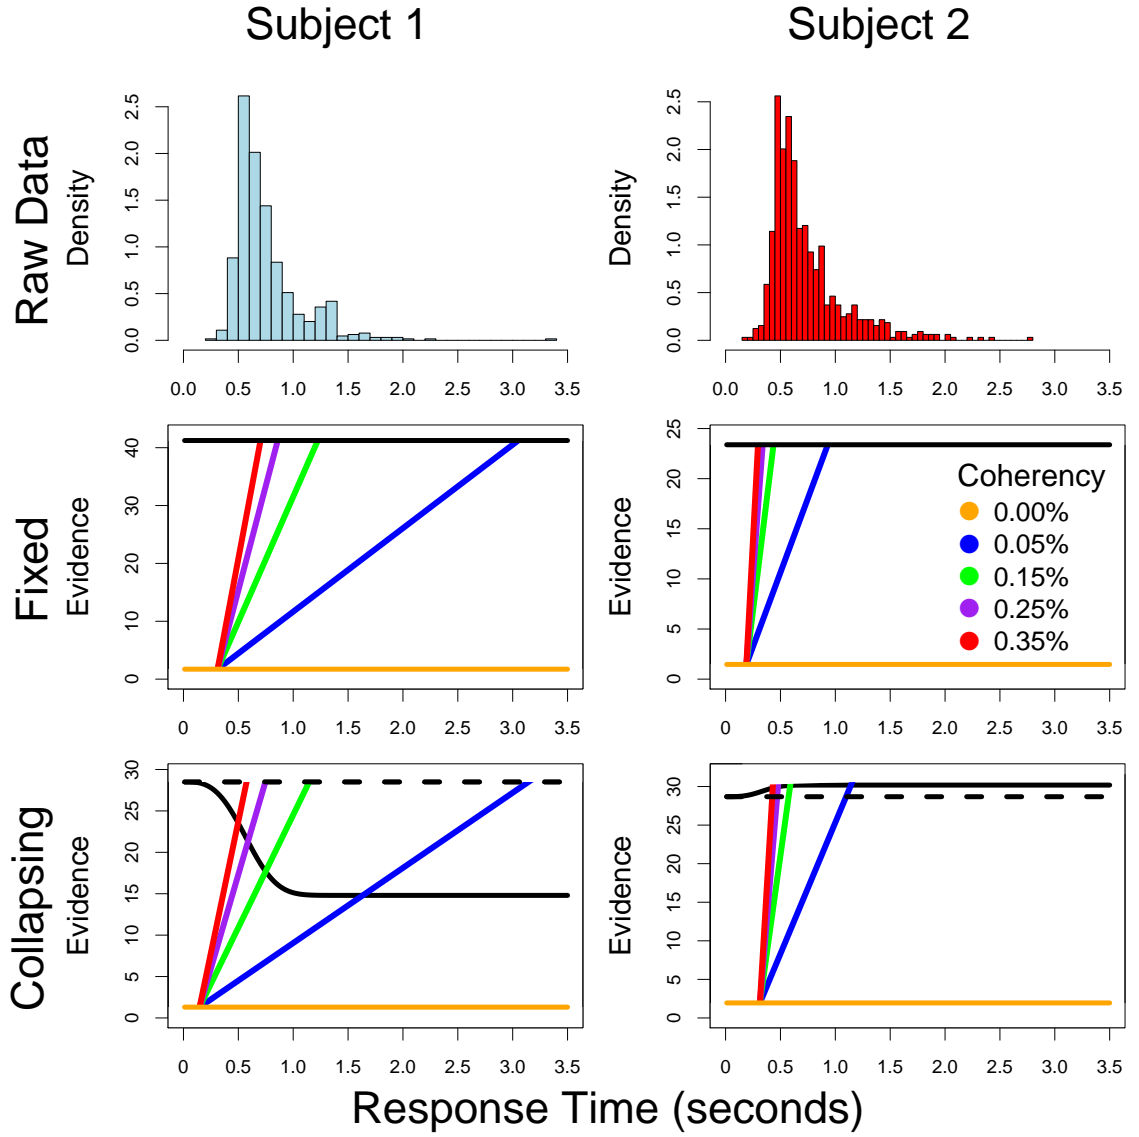 Subject 1
Subject 2
Raw Data
Density
0.0 0.5 1.0 1.5 2.0 2.5
0.0 0.5 1.0 1.5 2.0 2.5 3.0 3.5
Density
0.0 0.5 1.0 1.5 2.0 2.5
0.0 0.5 1.0 1.5 2.0 2.5 3.0 3.5
Fixed
Evidence
0 10 20 30 40
0.0 0.5 1.0 1.5 2.0 2.5 3.0 3.5
Evidence
0 5 10 15 20 25
Coherency
0.00%
0.05%
0.15%
0.25%
0.35%
0.0 0.5 1.0 1.5 2.0 2.5 3.0 3.5
Collapsing
Evidence
0 5 10 15 20 25 30
0.0 0.5 1.0 1.5 2.0 2.5 3.0 3.5
Evidence
0 5 10 15 20 25 30
0.0 0.5 1.0 1.5 2.0 2.5 3.0 3.5
Response Time (seconds)